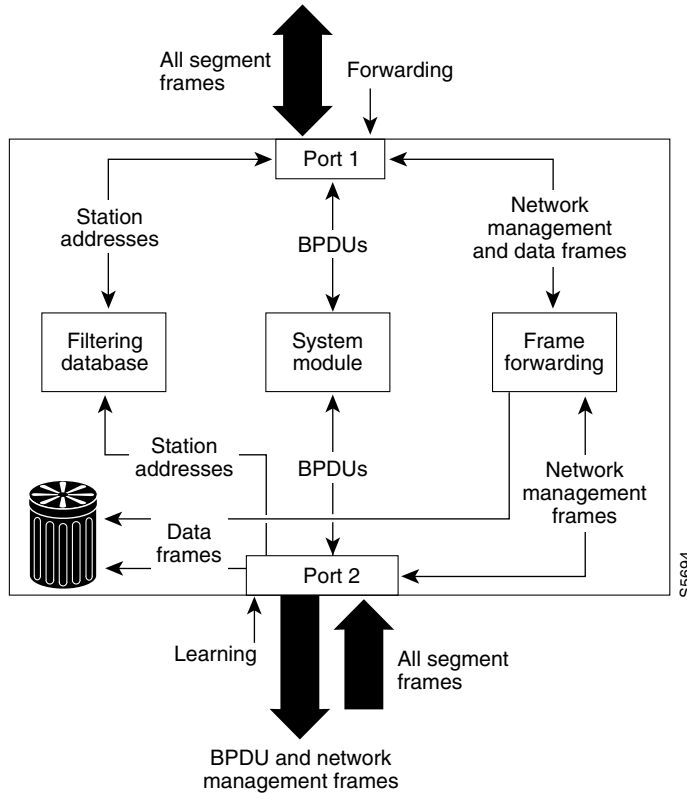 All segment
frames
Forwarding
Port 1
Station
addresses
BPDUs
Network
management
and data frames
Filtering
database
System
module
Frame
forwarding
Station
addresses
BPDUs
Network
management
frames
Data
frames
Port 2
S5694
Learning
All segment
frames
BPDU and network
management frames